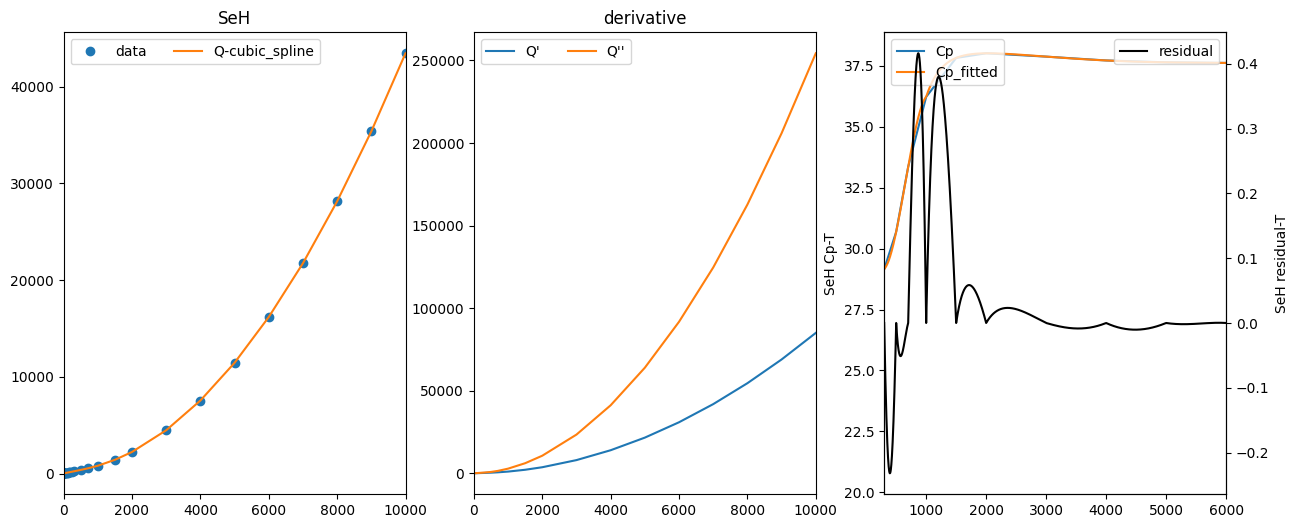 SeH
data
Q-cubic_spline
40000
30000
20000
10000
0
0 2000 4000 6000 8000 10000
derivative
Q'
Q''
250000
200000
150000
100000
50000
0
0 2000 4000 6000 8000 10000
Cp
Cp_fitted
residual
SeH Cp-T
37.5
35.0
32.5
30.0
27.5
25.0
22.5
20.0
1000 2000 3000 4000 5000 6000
0.4
0.3
0.2
0.1
0.0
−0.1
−0.2
SeH residual-T